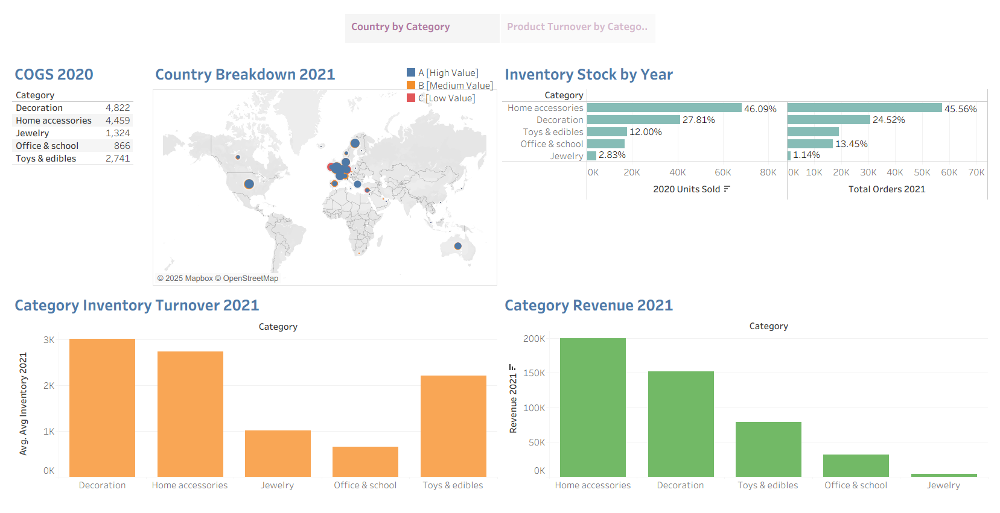 Country by Category
Product Turnover by Catego..
COGS 2020
Category
Decoration 4,822
Home accessories 4,459
Jewelry 1,324
Office & school 866
Toys & edibles 2,741
Country Breakdown 2021
A [High Value]
B [Medium Value]
C [Low Value]
© 2025 Mapbox © OpenStreetMap
Inventory Stock by Year
Category
Home accessories 46.09% 45.56%
Decoration 27.81% 24.52%
Toys & edibles 12.00%
Office & school 13.45%
Jewelry 2.83% 1.14%
0K 20K 40K 60K 80K 0K 10K 20K 30K 40K 50K 60K 70K
2020 Units Sold Total Orders 2021
Category Inventory Turnover 2021
Category
Avg. Avg Inventory 2021
3K
2K
1K
0K
Decoration Home accessories Jewelry Office & school Toys & edibles
Category Revenue 2021
Category
Revenue 2021
200K
150K
100K
50K
0K
Home accessories Decoration Toys & edibles Office & school Jewelry